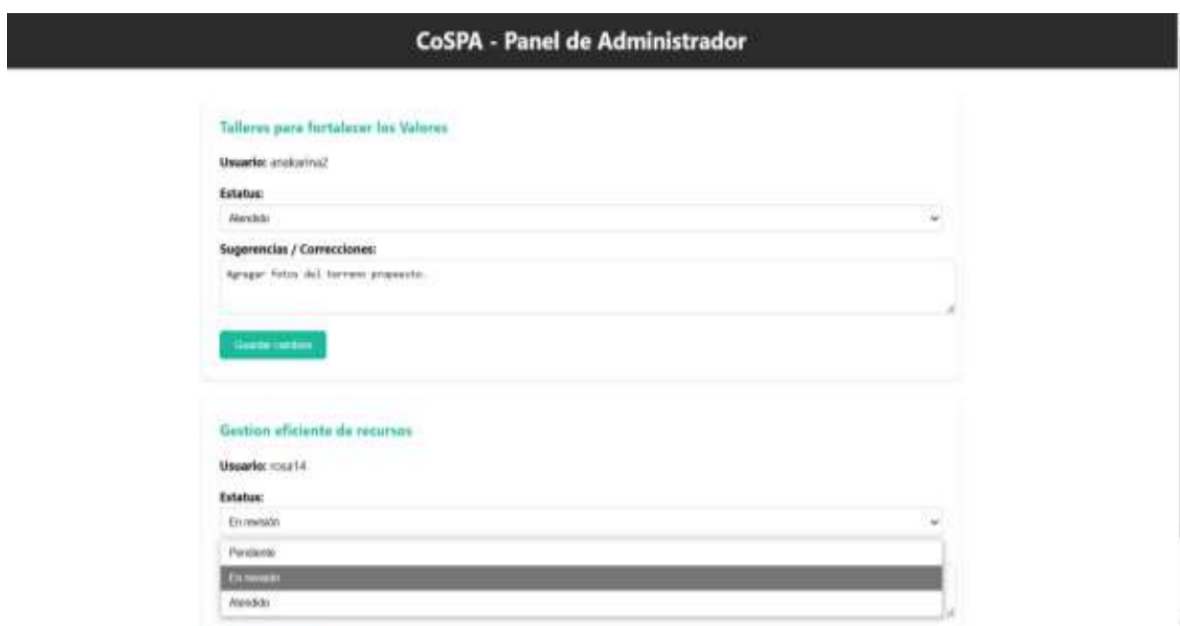 CoSPA - Panel de Administrador
Talleres para fortalecer los Valores
Usuario: anakarina2
Estatus:
Atendido
Sugerencias / Correcciones:
Agregar fotos del terreno propuesto.
Guardar cambios
Gestion eficiente de recursos
Usuario: rosa14
Estatus:
En revisión
Pendiente
En revisión
Atendido